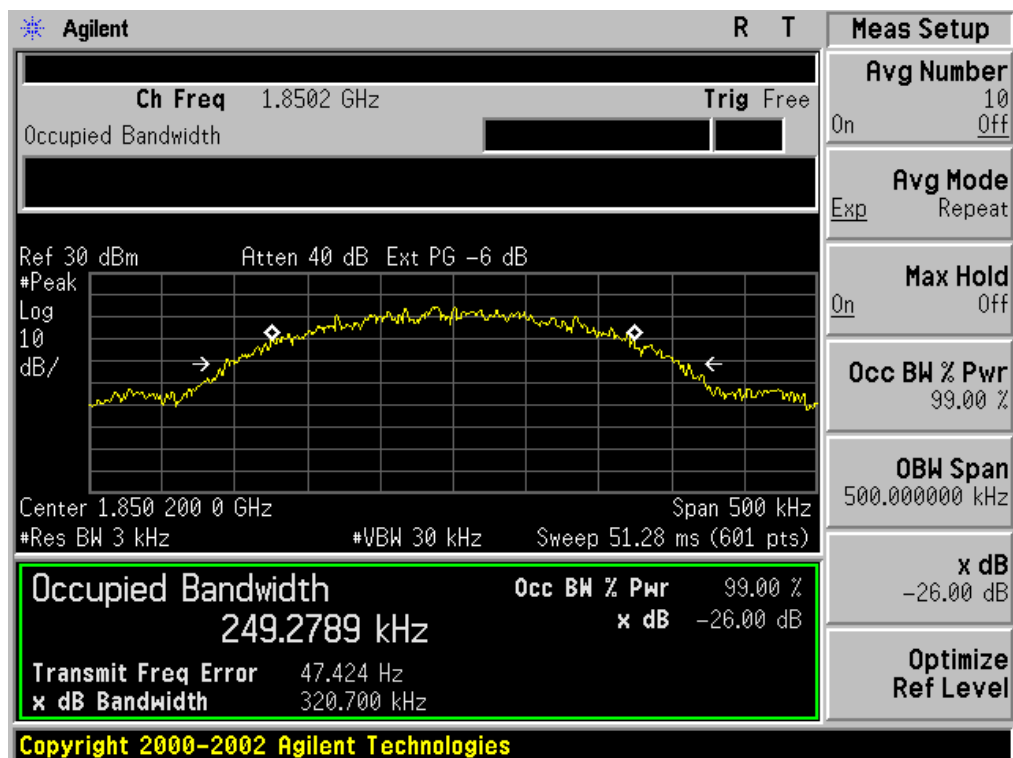 Agilent R T
Ch Freq 1.8502 GHz Trig Free
Occupied Bandwidth
Ref 30 dBm Atten 40 dB Ext PG -6 dB
#Peak
Log
10
dB/
Center 1.850 200 0 GHz Span 500 kHz
#Res BW 3 kHz #VBW 30 kHz Sweep 51.28 ms (601 pts)
Occupied Bandwidth Occ BW % Pwr 99.00 %
249.2789 kHz x dB -26.00 dB
Transmit Freq Error 47.424 Hz
x dB Bandwidth 320.700 kHz
Copyright 2000-2002 Agilent Technologies
Meas Setup
Avg Number
10
On Off
Avg Mode
Exp Repeat
Max Hold
On Off
Occ BW % Pwr
99.00 %
OBW Span
500.000000 kHz
x dB
-26.00 dB
Optimize
Ref Level